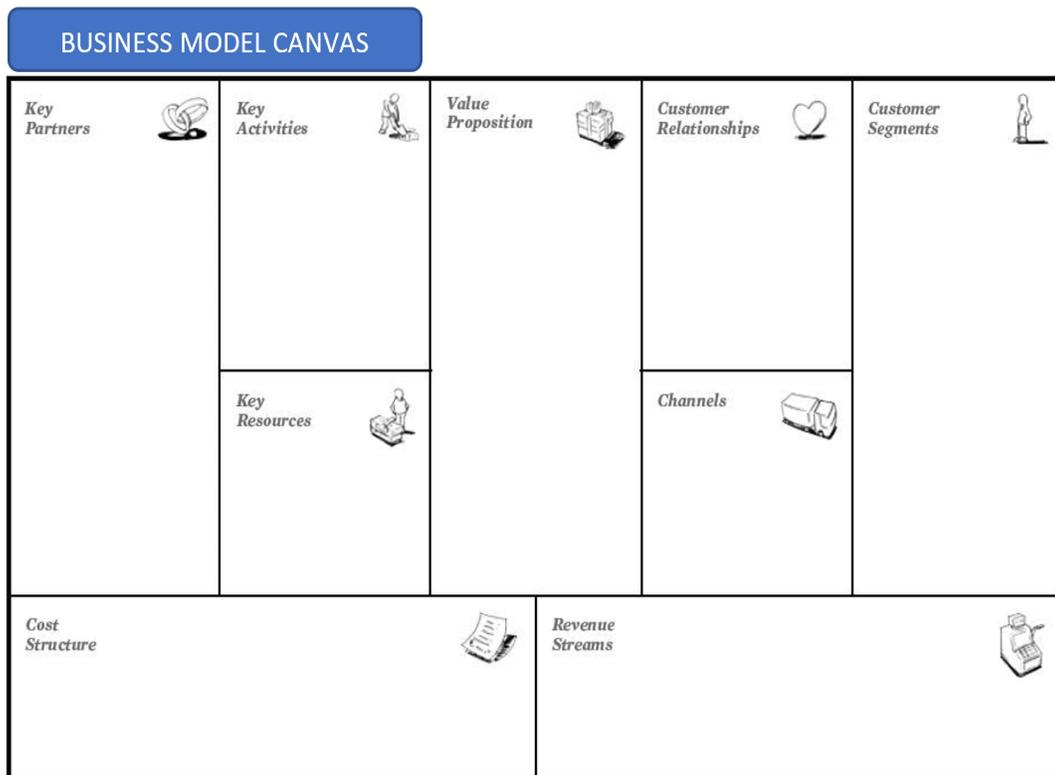 BUSINESS MODEL CANVAS
Key
Partners
Key
Activities
Value
Proposition
Customer
Relationships
Customer
Segments
Key
Resources
Channels
Cost
Structure
Revenue
Streams